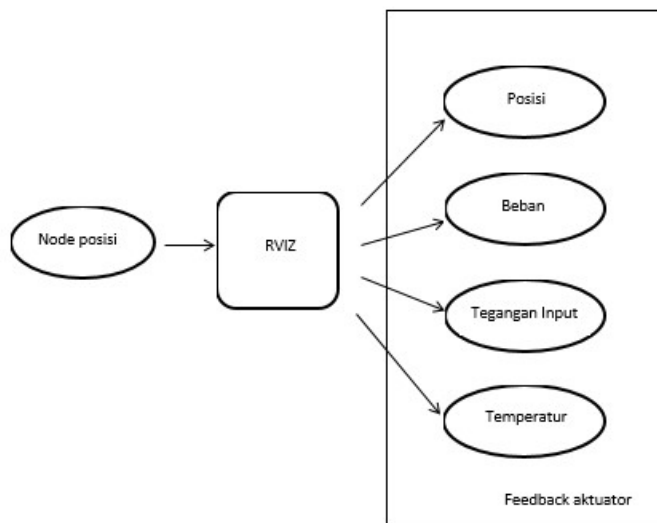 Node posisi
RVIZ
Posisi
Beban
Tegangan Input
Temperatur
Feedback aktuator